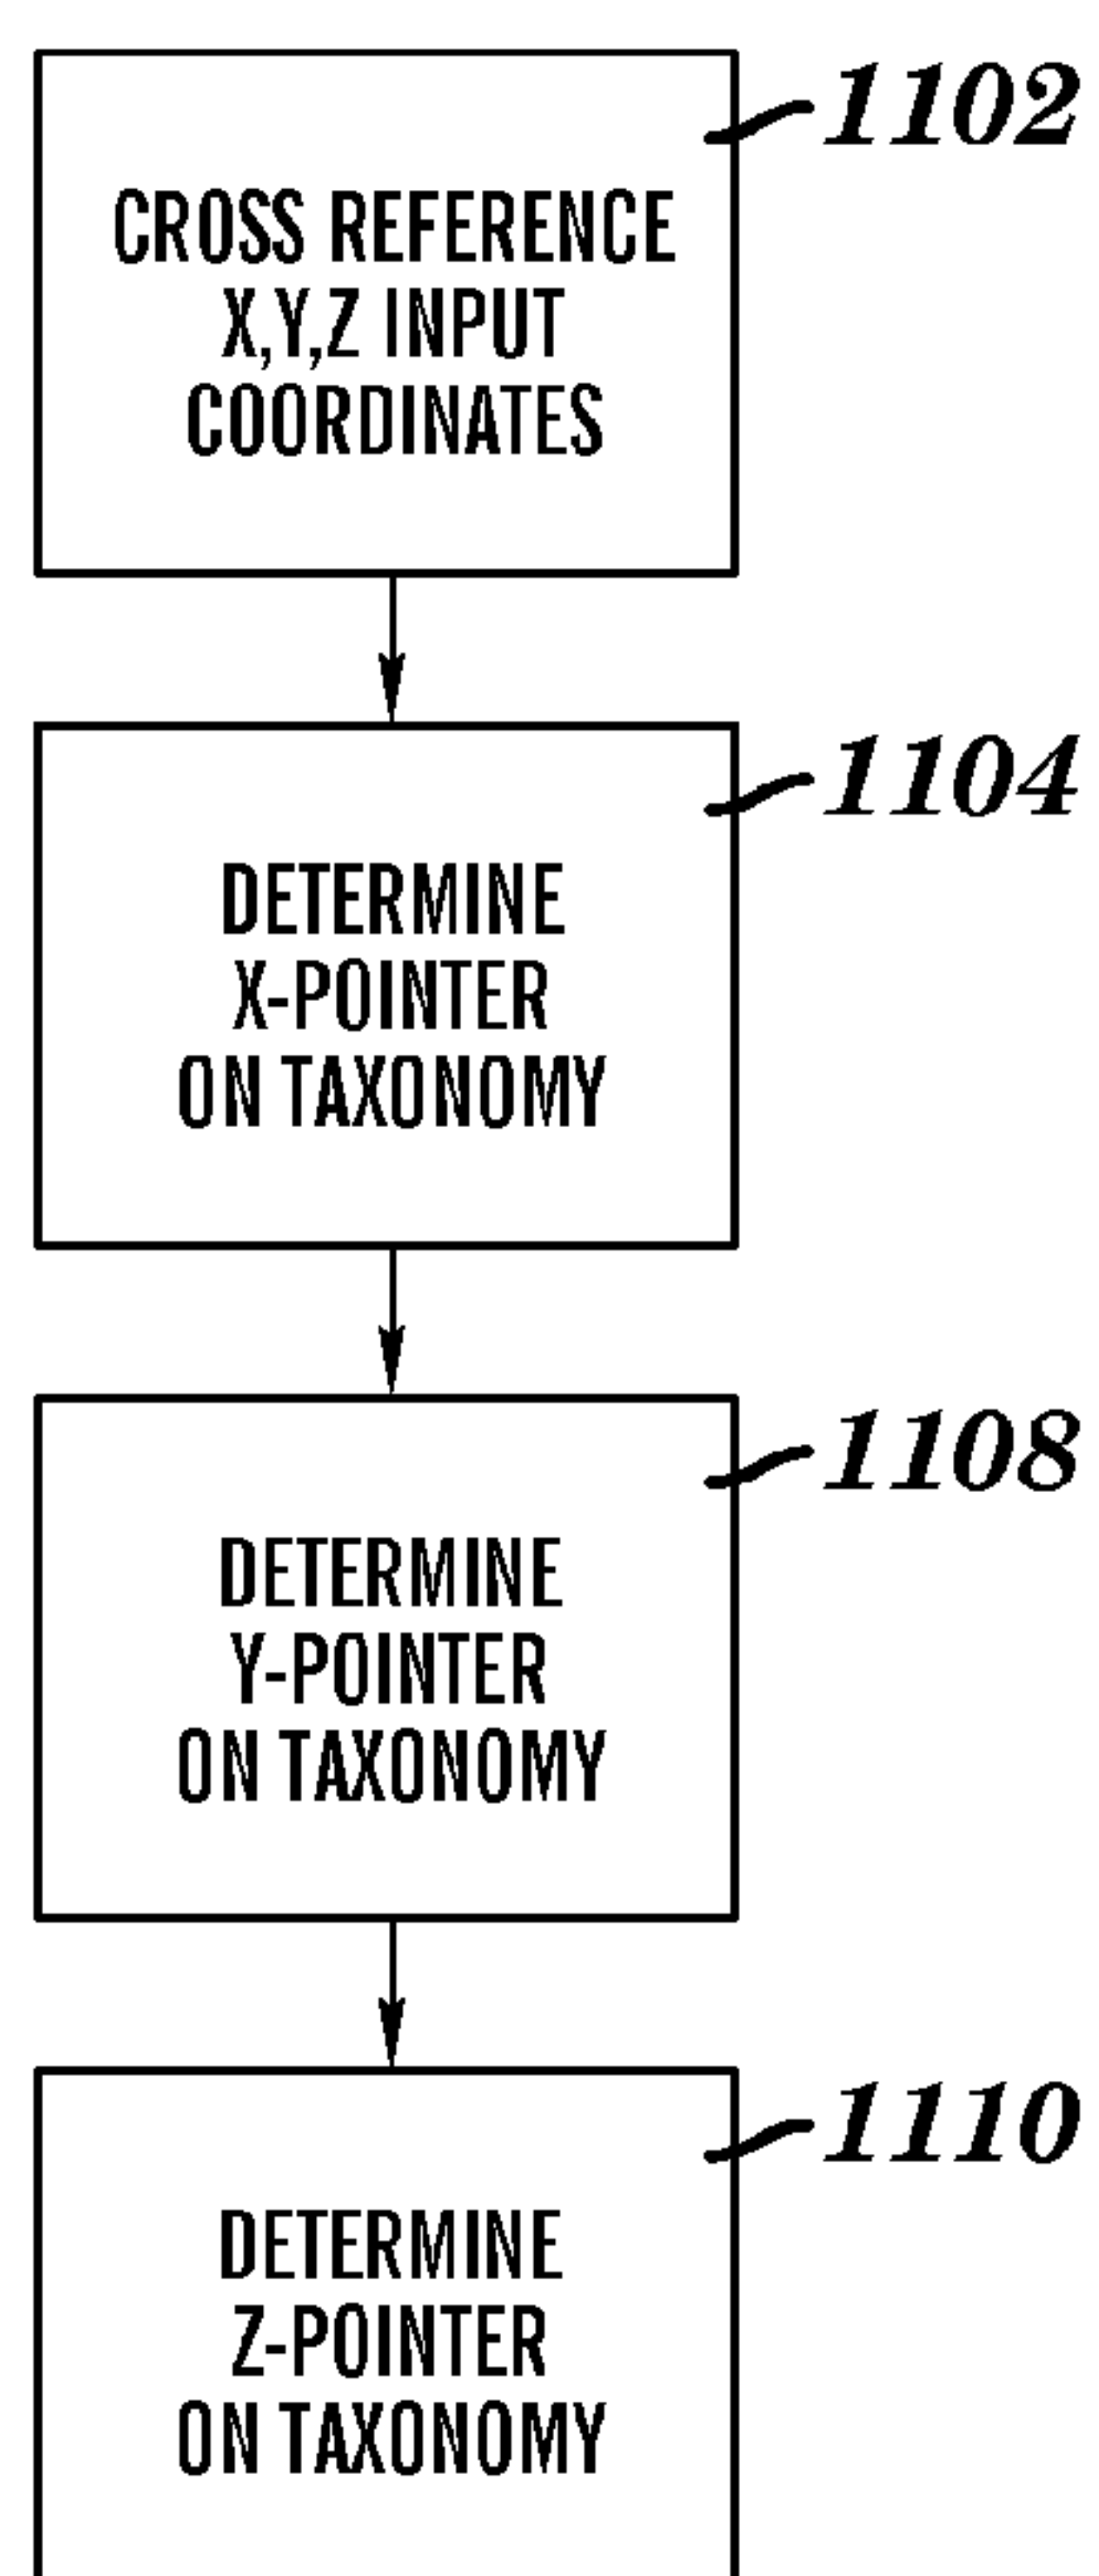 1102
CROSS REFERENCE
X,Y,Z INPUT
COORDINATES
1104
DETERMINE
X-POINTER
ON TAXONOMY
1108
DETERMINE
Y-POINTER
ON TAXONOMY
1110
DETERMINE
Z-POINTER
ON TAXONOMY